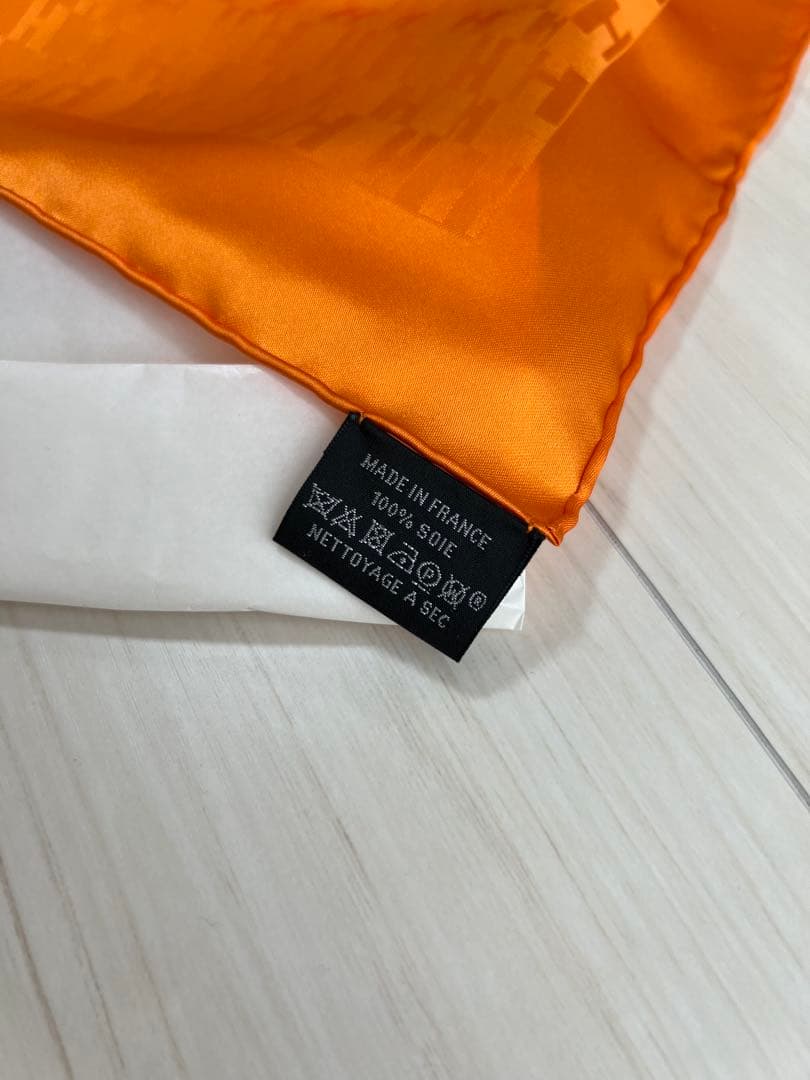 MADE IN FRANCE
100% SOIE
P W ®
NETTOYAGE A SEC